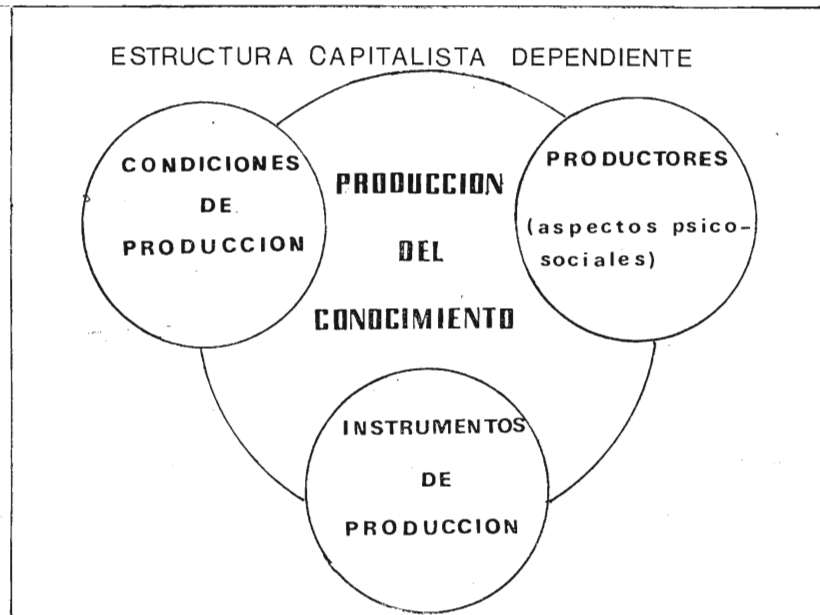 ESTRUCTURA CAPITALISTA DEPENDIENTE
CONDICIONES
DE
PRODUCCION
PRODUCCION
DEL
CONOCIMIENTO
PRODUCTORES
(aspectos psico-
sociales)
INSTRUMENTOS
DE
PRODUCCION